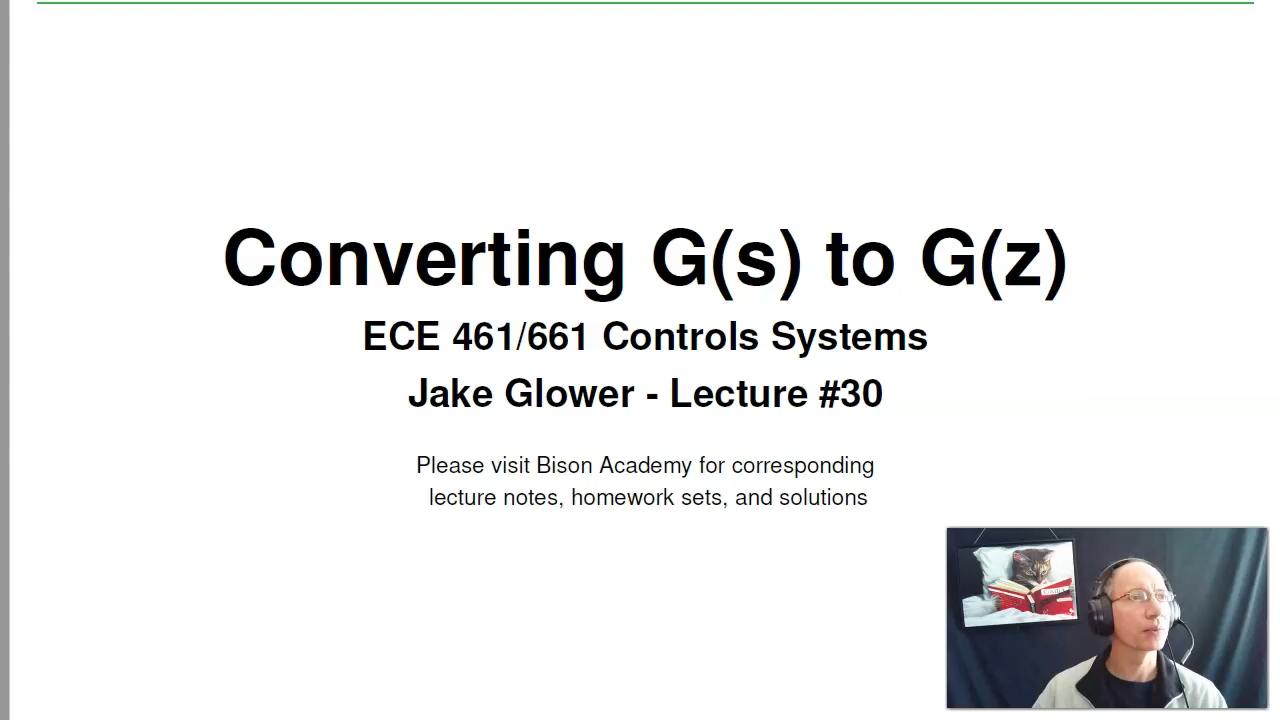 Converting G(s) to G(z)
ECE 461/661 Controls Systems
Jake Glower - Lecture #30
Please visit Bison Academy for corresponding
lecture notes, homework sets, and solutions